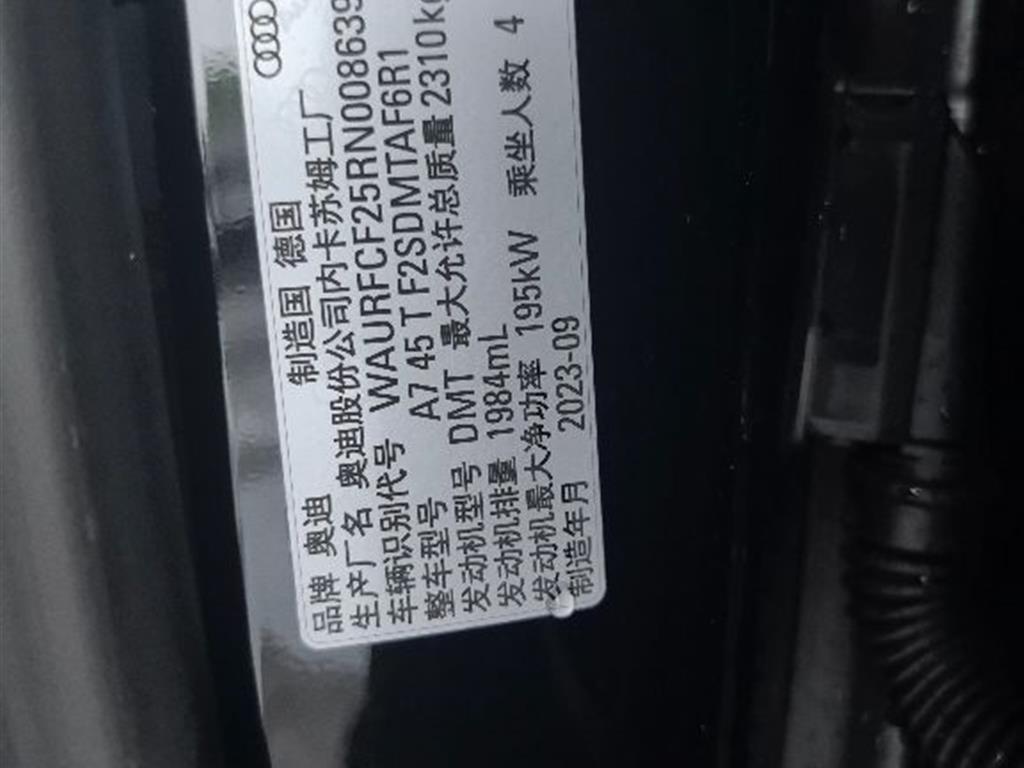 品牌 奥迪 制造国 德国
生产厂名 奥迪股份公司内卡苏姆工厂
车辆识别代号 WAURFCF25RN008639
整车型号 A7 45 T F2SDMTAF6R1
发动机型号 DMT 最大允许总质量 2310kg
发动机排量 1984mL
发动机最大净功率 195kW 乘坐人数 4
制造年月 2023-09